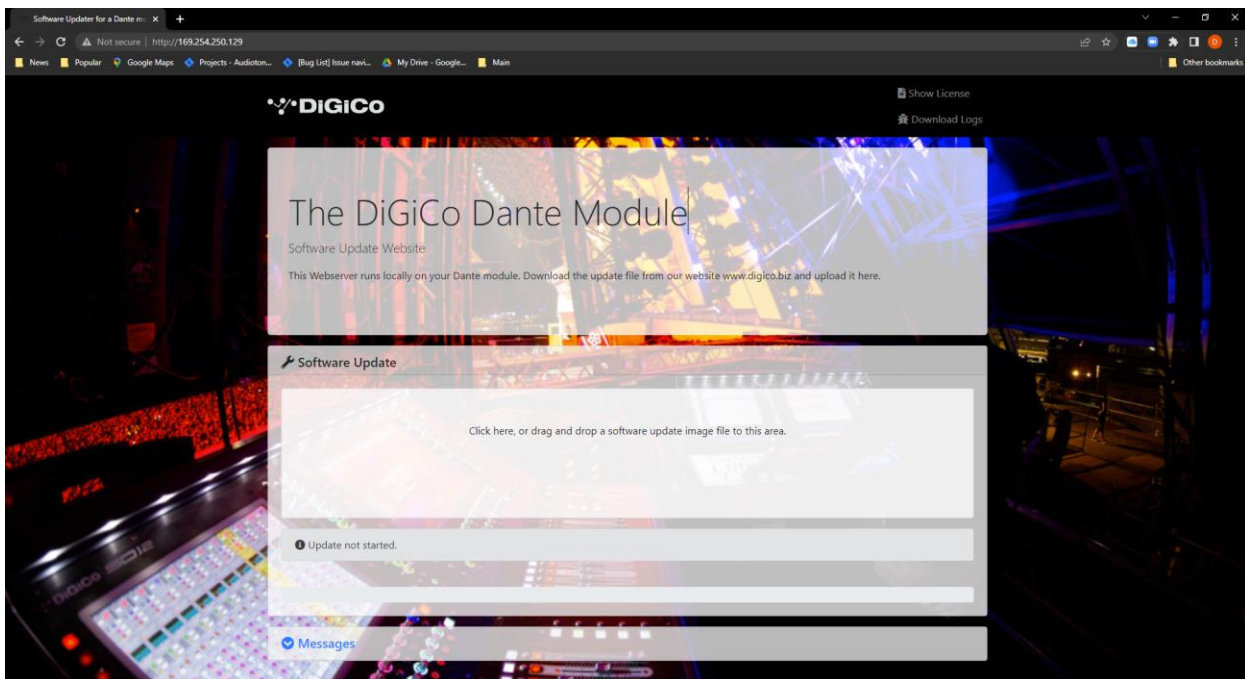 Software Updater for a Dante mo
Not secure | http://169.254.250.129
News Popular Google Maps Projects - Audioton... [Bug List] Issue navi... My Drive - Google... Main Other bookmarks
D
DiGiCo
Show License
Download Logs
The DiGiCo Dante Module
Software Update Website
This Webserver runs locally on your Dante module. Download the update file from our website www.digico.biz and upload it here.
Software Update
Click here, or drag and drop a software update image file to this area.
Update not started.
DiGiCo SD12
Messages